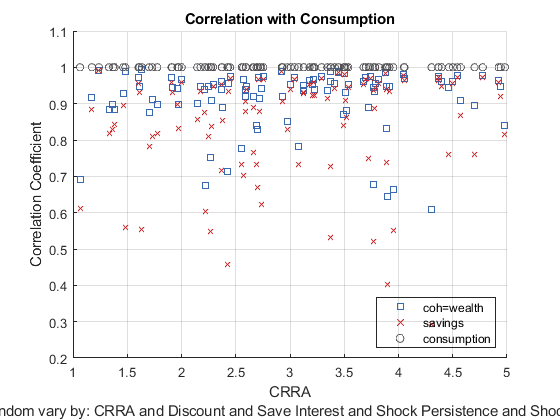 Correlation with Consumption
Correlation Coefficient
1.1
1
0.9
0.8
0.7
0.6
0.5
0.4
0.3
0.2
coh=wealth
savings
consumption
1 1.5 2 2.5 3 3.5 4 4.5 5
CRRA
ndom vary by: CRRA and Discount and Save Interest and Shock Persistence and Shoc